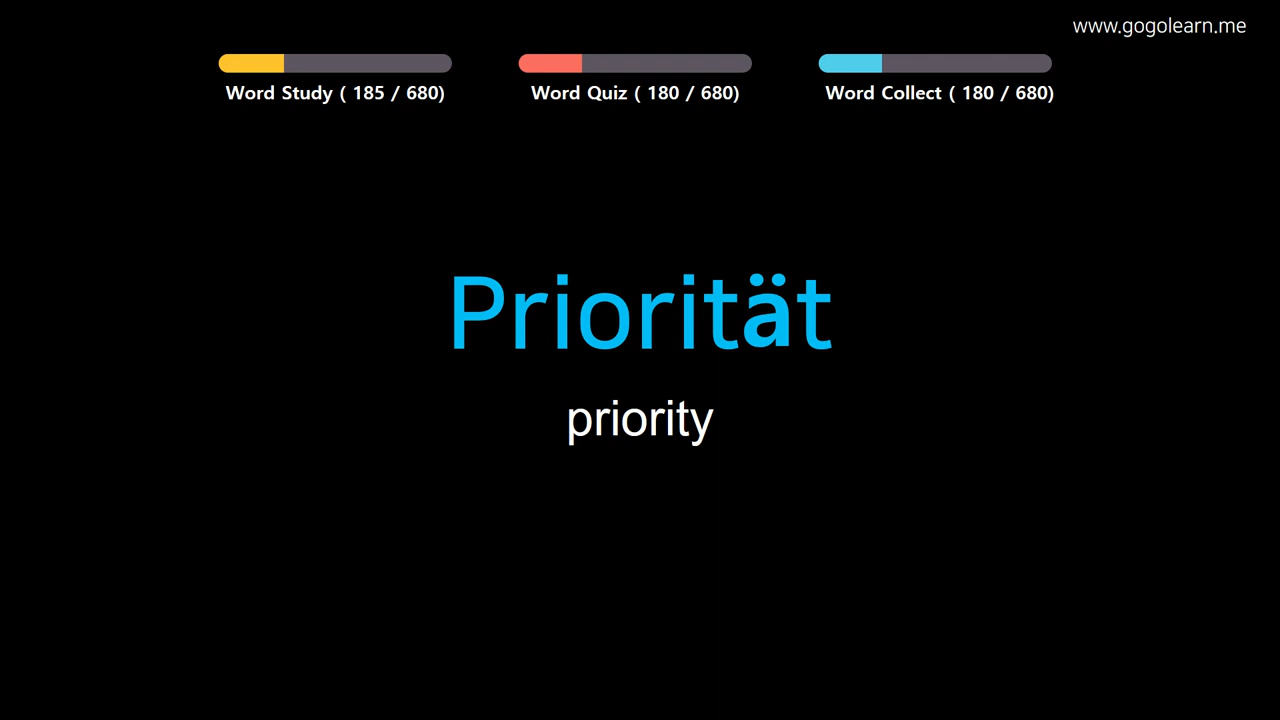 www.gogolearn.me
Word Study ( 185 / 680)
Word Quiz ( 180 / 680)
Word Collect ( 180 / 680)
Priorität
priority